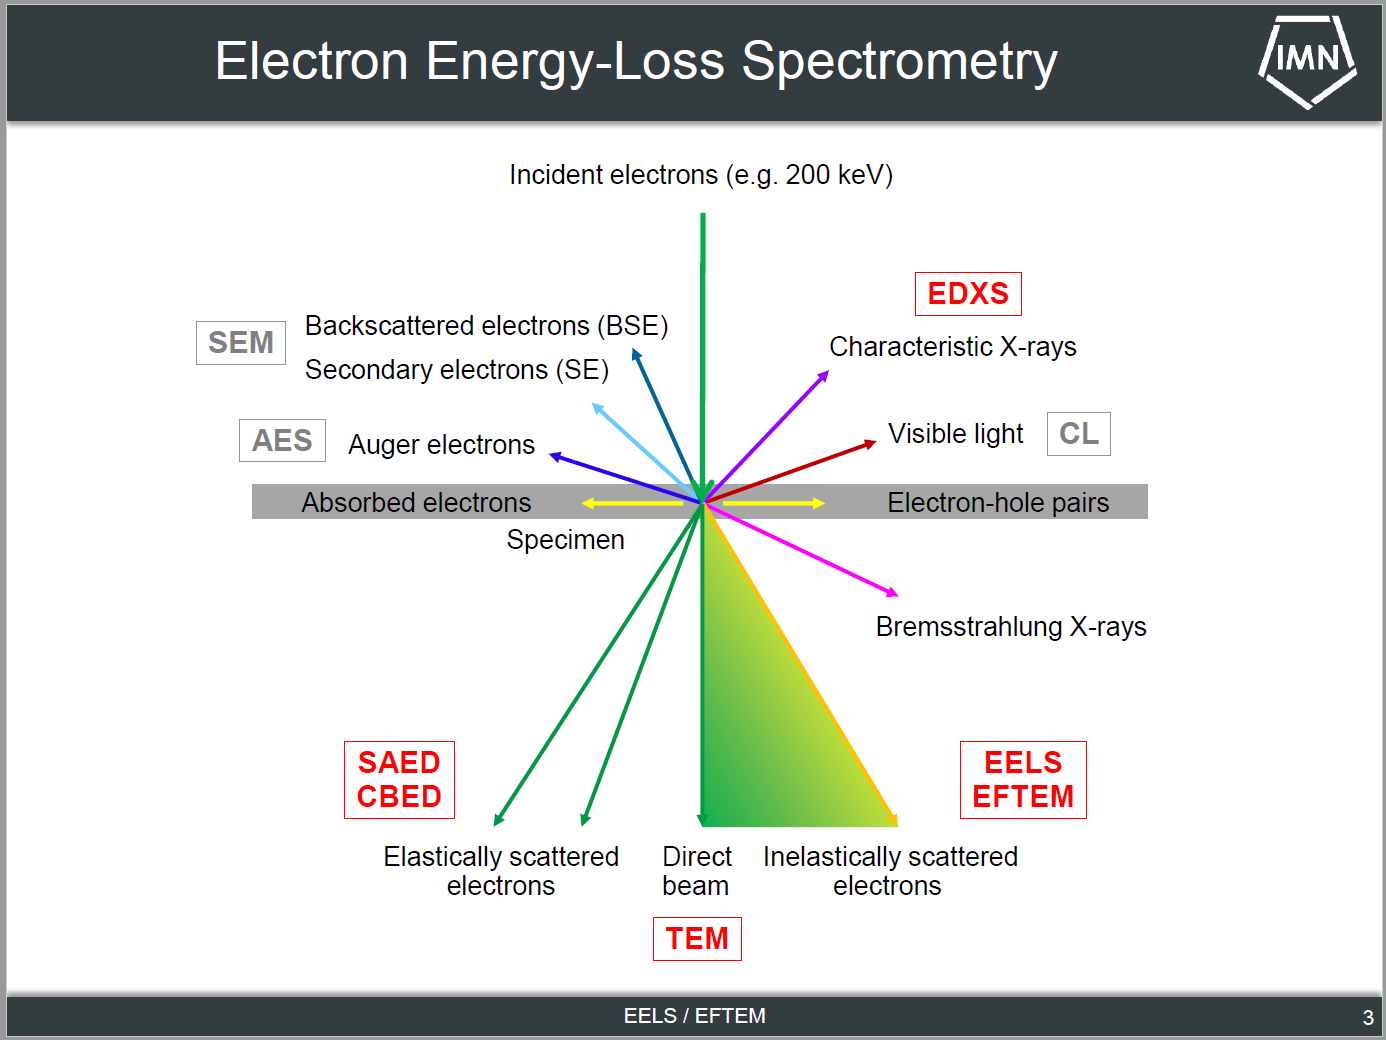 Electron Energy-Loss Spectrometry
IMN
Incident electrons (e.g. 200 keV)
EDXS
SEM
Backscattered electrons (BSE)
Secondary electrons (SE)
Characteristic X-rays
AES
Auger electrons
Visible light
CL
Absorbed electrons
Electron-hole pairs
Specimen
Bremsstrahlung X-rays
SAED
CBED
EELS
EFTEM
Elastically scattered
electrons
Direct
beam
Inelastically scattered
electrons
TEM
EELS / EFTEM
3